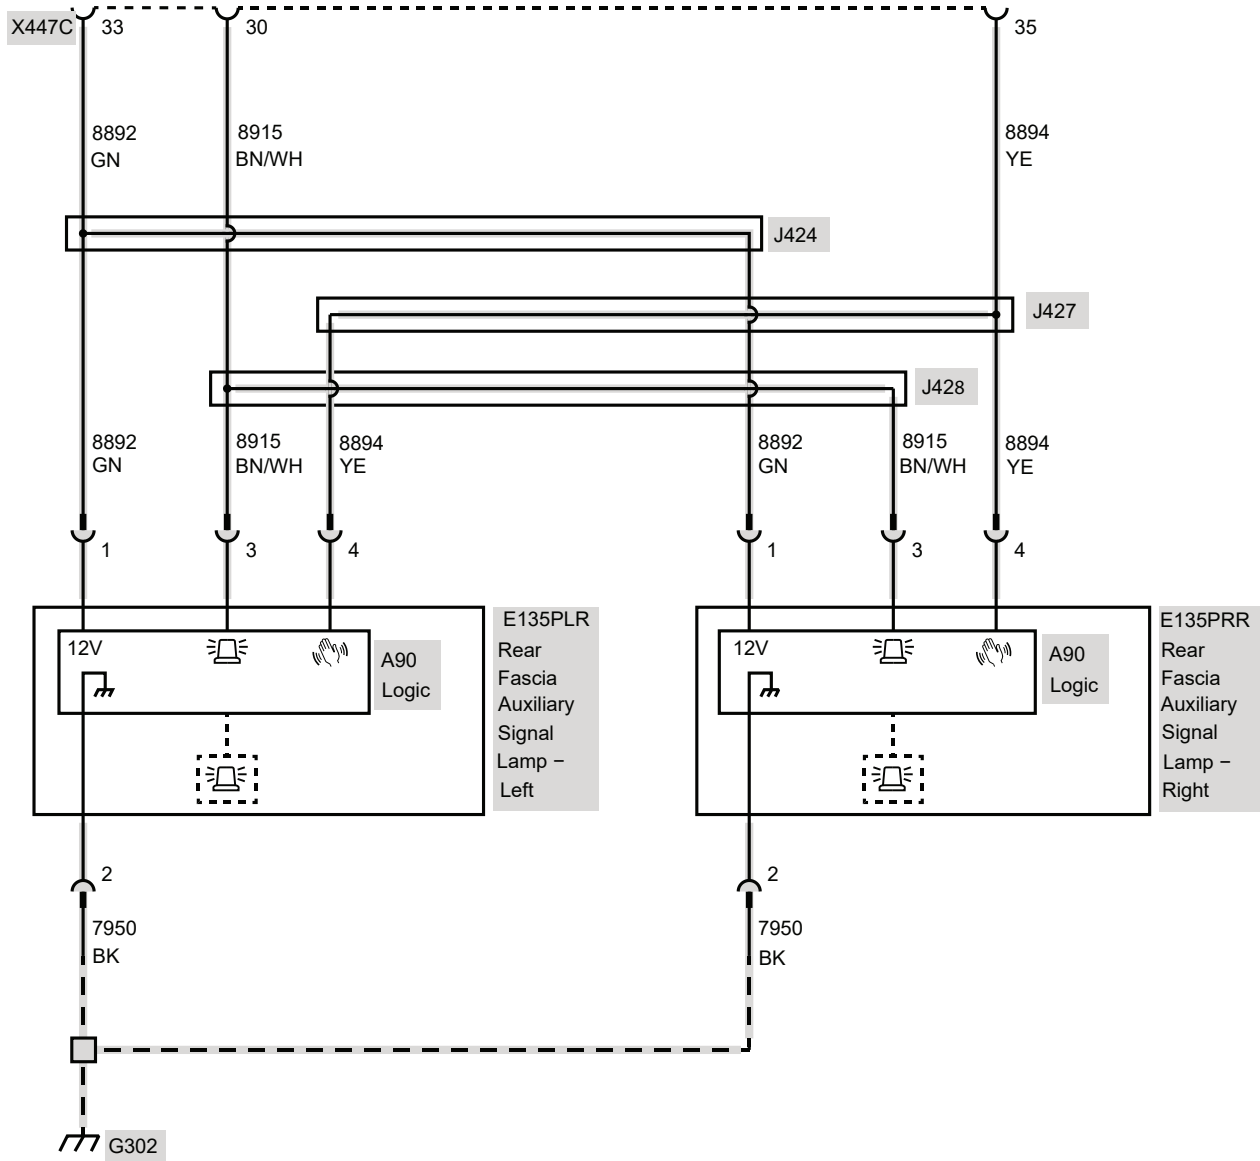 X447C 33 30 35
8892 8915 8894
GN BN/WH YE
J424
J427
J428
8892 8915 8894 8892 8915 8894
GN BN/WH YE GN BN/WH YE
1 3 4 1 3 4
12V
A90
Logic
E135PLR
Rear
Fascia
Auxiliary
Signal
Lamp –
Left
12V
A90
Logic
E135PRR
Rear
Fascia
Auxiliary
Signal
Lamp –
Right
2 2
7950 7950
BK BK
G302